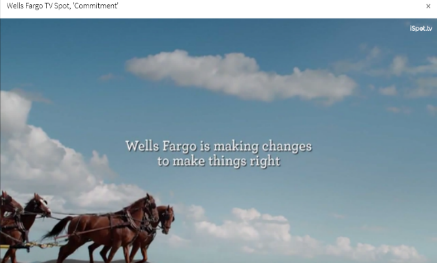 Wells Fargo TV Spot, 'Commitment'
×
iSpot.tv
Wells Fargo is making changes
to make things right